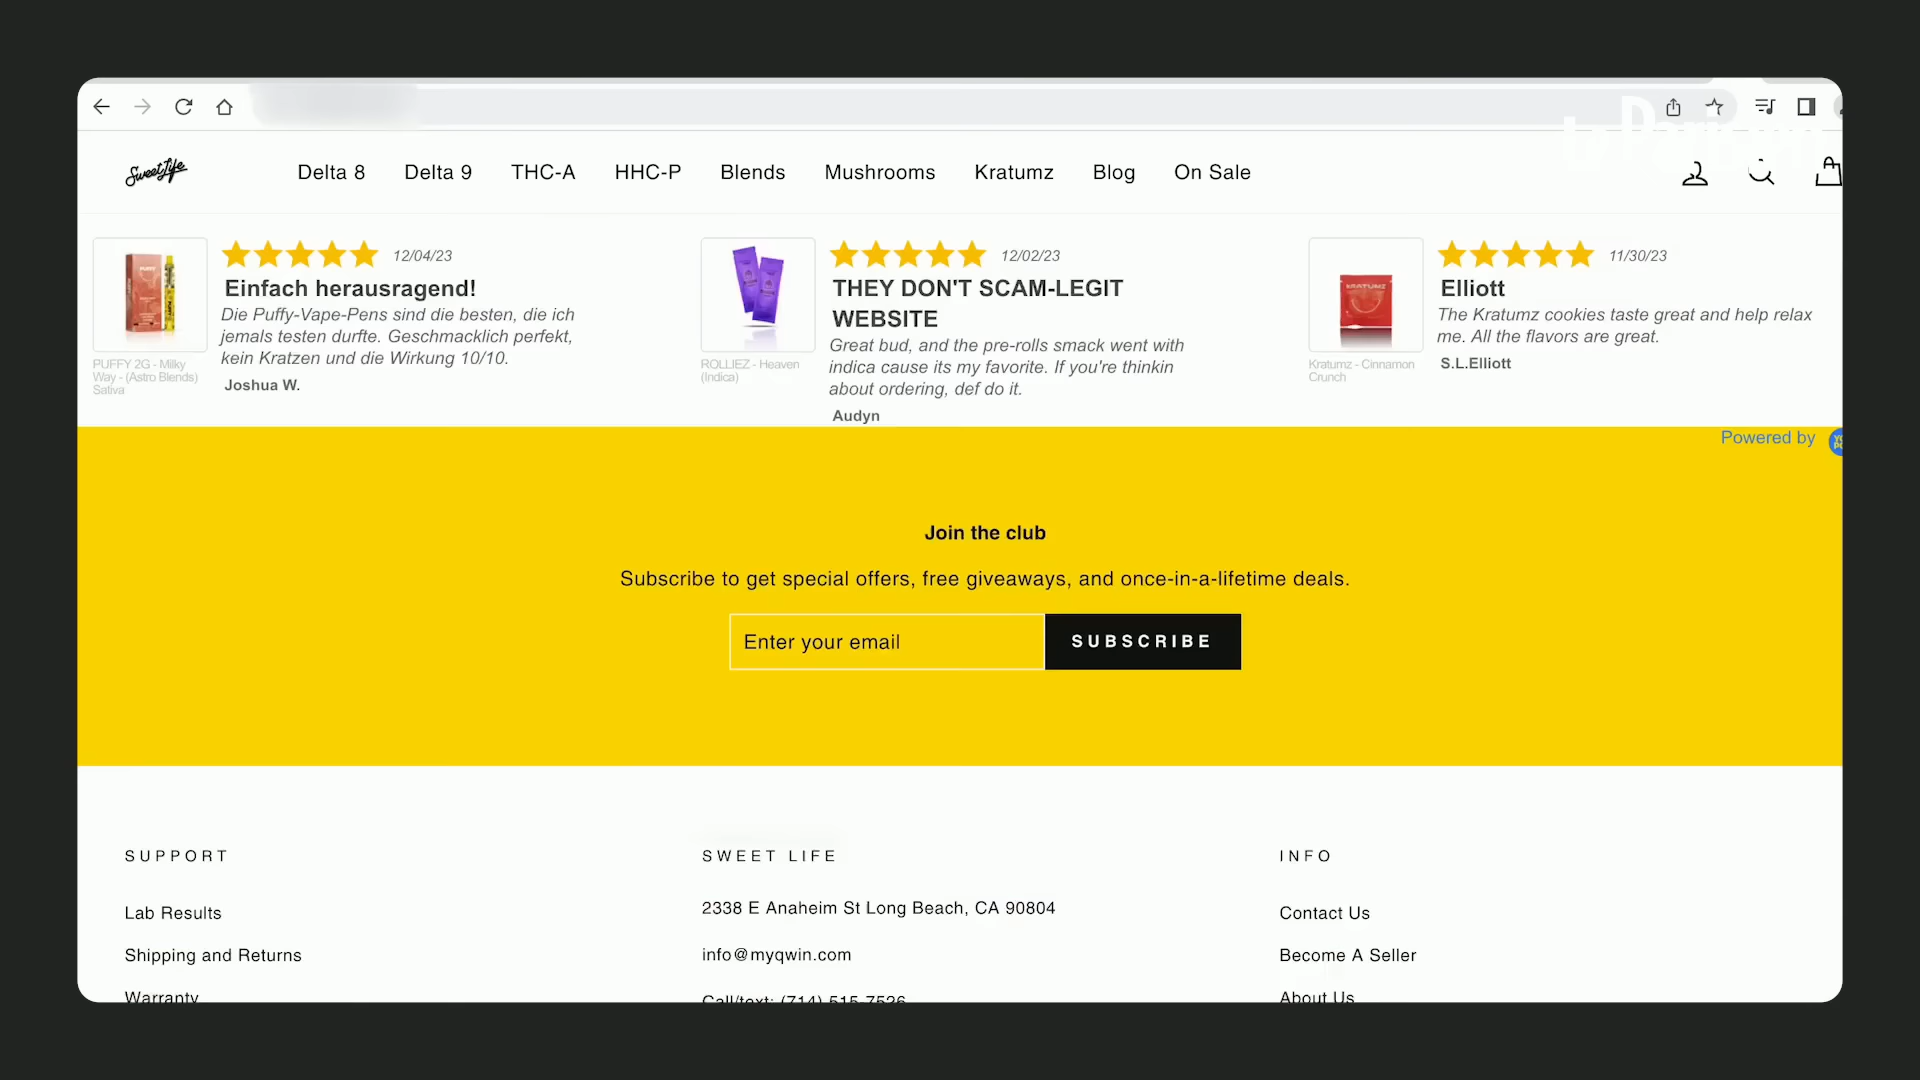 SweetLife
Delta 8
Delta 9
THC-A
HHC-P
Blends
Mushrooms
Kratumz
Blog
On Sale
12/04/23
Einfach herausragend!
Die Puffy-Vape-Pens sind die besten, die ich
jemals testen durfte. Geschmacklich perfekt,
kein Kratzen und die Wirkung 10/10.
Joshua W.
PUFFY 2G - Milky
Way - (Astro Blends)
Sativa
12/02/23
THEY DON'T SCAM-LEGIT
WEBSITE
Great bud, and the pre-rolls smack went with
indica cause its my favorite. If you're thinkin
about ordering, def do it.
Audyn
ROLLIEZ - Heaven
(Indica)
11/30/23
Elliott
The Kratumz cookies taste great and help relax
me. All the flavors are great.
S.L.Elliott
KRATUMZ
Kratumz - Cinnamon
Crunch
Powered by
Join the club
Subscribe to get special offers, free giveaways, and once-in-a-lifetime deals.
Enter your email
SUBSCRIBE
SUPPORT
Lab Results
Shipping and Returns
Warranty
SWEET LIFE
2338 E Anaheim St Long Beach, CA 90804
info@myqwin.com
Call/text: (714) 515-7526
INFO
Contact Us
Become A Seller
About Us